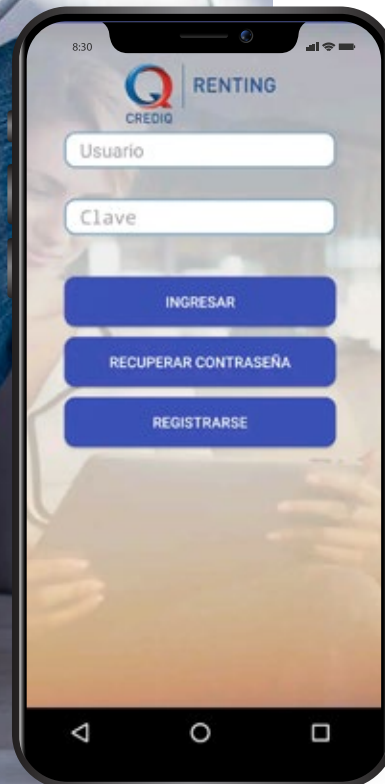 8:30
CREDIQ
RENTING
Usuario
Clave
INGRESAR
RECUPERAR CONTRASEÑA
REGISTRARSE